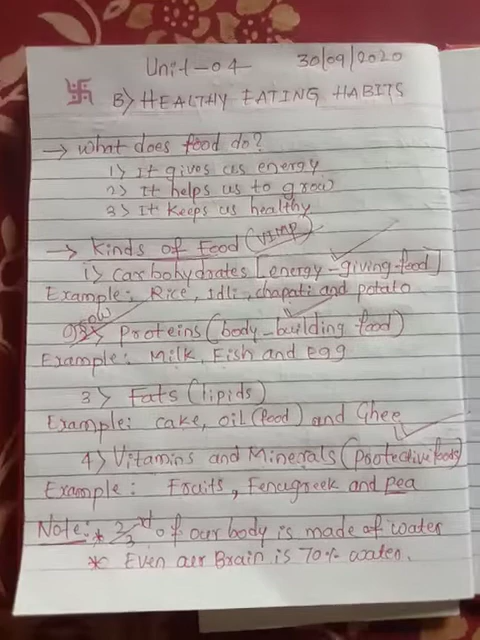 Unit-04 30/09/2020
卐 B) HEALTHY EATING HABITS
→ What does food do?
1) It gives us energy
2) It helps us to grow
3) It keeps us healthy
→ Kinds of Food (VIMP)
1) carbohydrates [energy-giving-food]
Example: Rice, Idli, chapati and potato
grow
2) Proteins (body-building food)
Example: Milk, Fish and egg
3) Fats (lipids)
Example: cake, oil (food) and Ghee
4) Vitamins and Minerals (protective foods)
Example: Fruits, Fenugreek and pea
Note: * 2/3rd of our body is made of water
* Even our Brain is 70% water.